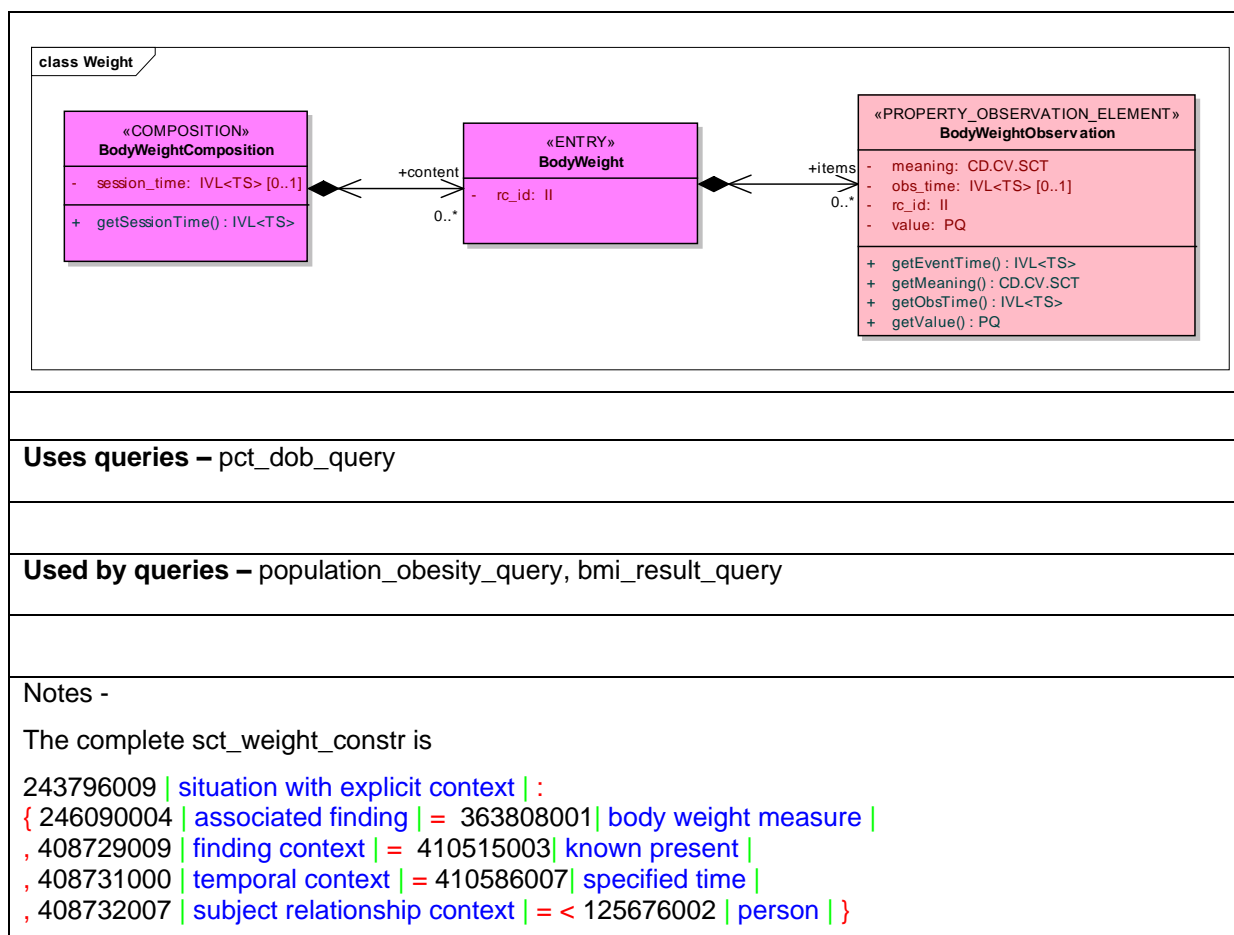 class Weight
«COMPOSITION»
BodyWeightComposition
- session_time: IVL<TS> [0..1]
+ getSessionTime() : IVL<TS>
+content
0..*
«ENTRY»
BodyWeight
- rc_id: II
+items
0..*
«PROPERTY_OBSERVATION_ELEMENT»
BodyWeightObservation
- meaning: CD.CV.SCT
- obs_time: IVL<TS> [0..1]
- rc_id: II
- value: PQ
+ getEventTime() : IVL<TS>
+ getMeaning() : CD.CV.SCT
+ getObsTime() : IVL<TS>
+ getValue() : PQ
Uses queries – pct_dob_query
Used by queries – population_obesity_query, bmi_result_query
Notes -
The complete sct_weight_constr is
243796009 | situation with explicit context | :
{ 246090004 | associated finding | = 363808001| body weight measure |
, 408729009 | finding context | = 410515003| known present |
, 408731000 | temporal context | = 410586007| specified time |
, 408732007 | subject relationship context | = < 125676002 | person | }